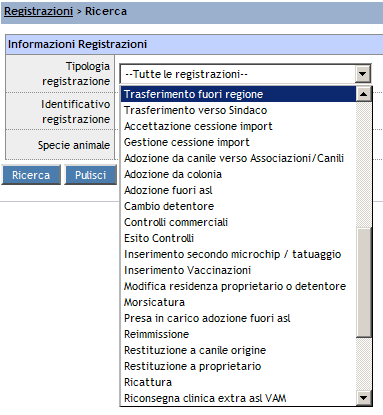 Registrazioni > Ricerca
Informazioni Registrazioni
Tipologia
registrazione
--Tutte le registrazioni--
Identificativo
registrazione
Specie animale
Ricerca
Pulisci
Trasferimento fuori regione
Trasferimento verso Sindaco
Accettazione cessione import
Gestione cessione import
Adozione da canile verso Associazioni/Canili
Adozione da colonia
Adozione fuori asl
Cambio detentore
Controlli commerciali
Esito Controlli
Inserimento secondo microchip / tatuaggio
Inserimento Vaccinazioni
Modifica residenza proprietario o detentore
Morsicatura
Presa in carico adozione fuori asl
Reimmissione
Restituzione a canile origine
Restituzione a proprietario
Ricattura
Riconsegna clinica extra asl VAM